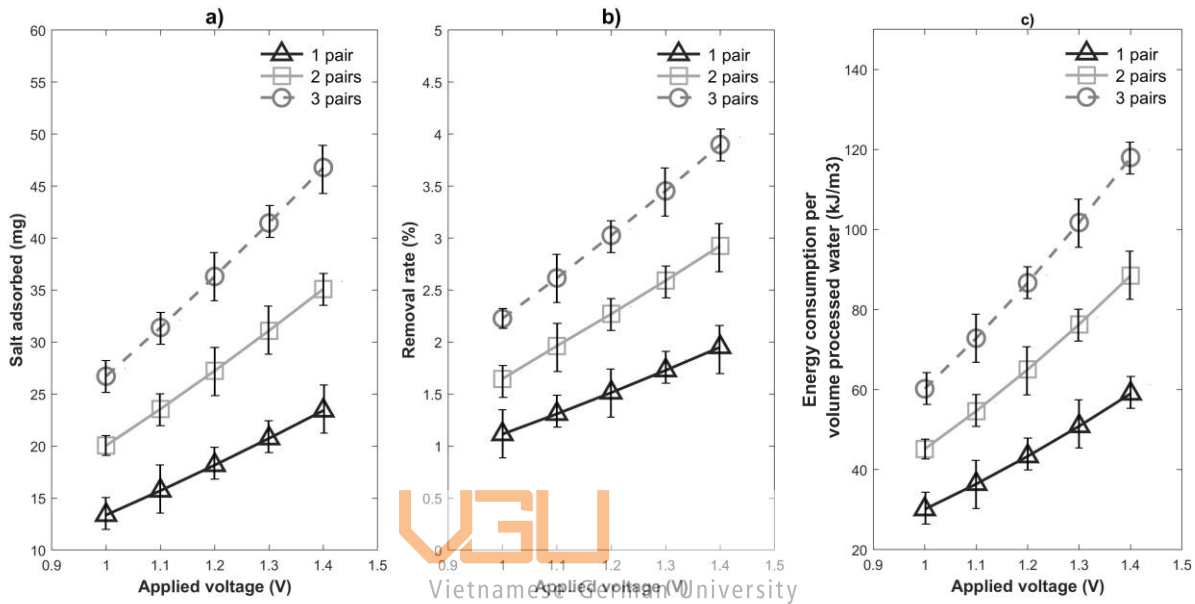 a)
60
55
50
45
40
35
30
25
20
15
10
Salt adsorbed (mg)
1 pair
2 pairs
3 pairs
0.9 1 1.1 1.2 1.3 1.4 1.5
Applied voltage (V)
b)
5
4.5
4
3.5
3
2.5
2
1.5
1
0.5
0
Removal rate (%)
1 pair
2 pairs
3 pairs
0.9 1 1.1 1.2 1.3 1.4 1.5
Applied voltage (V)
c)
140
120
100
80
60
40
20
Energy consumption per
volume processed water (kJ/m3)
1 pair
2 pairs
3 pairs
0.9 1 1.1 1.2 1.3 1.4 1.5
Applied voltage (V)
VGU
Vietnamese-German University